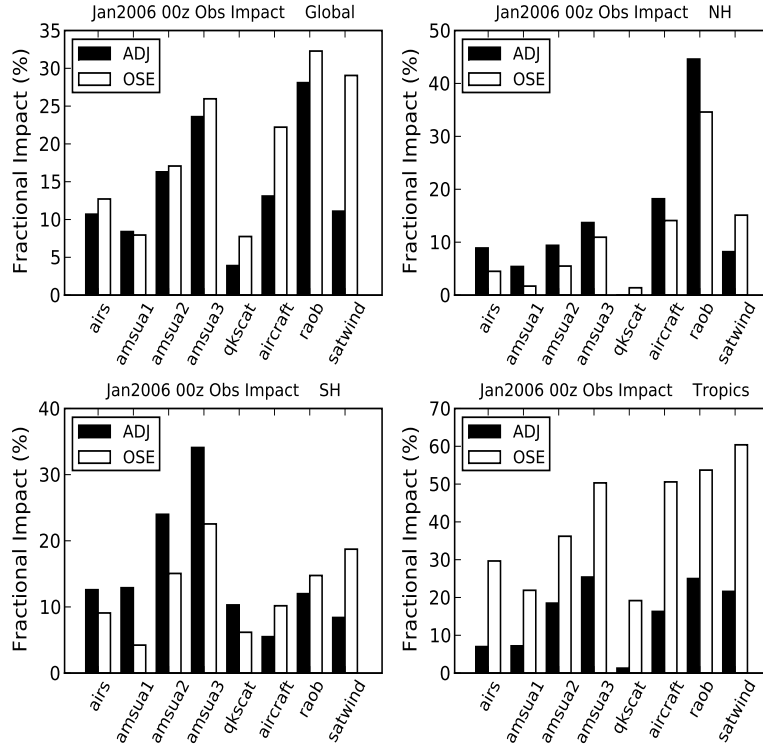 Jan2006 00z Obs Impact Global
Fractional Impact (%)
35
30
25
20
15
10
5
0
ADJ
OSE
airs
amsua1
amsua2
amsua3
qkscat
aircraft
raob
satwind
Jan2006 00z Obs Impact NH
Fractional Impact (%)
50
40
30
20
10
0
ADJ
OSE
airs
amsua1
amsua2
amsua3
qkscat
aircraft
raob
satwind
Jan2006 00z Obs Impact SH
Fractional Impact (%)
40
30
20
10
0
ADJ
OSE
airs
amsua1
amsua2
amsua3
qkscat
aircraft
raob
satwind
Jan2006 00z Obs Impact Tropics
Fractional Impact (%)
70
60
50
40
30
20
10
0
ADJ
OSE
airs
amsua1
amsua2
amsua3
qkscat
aircraft
raob
satwind